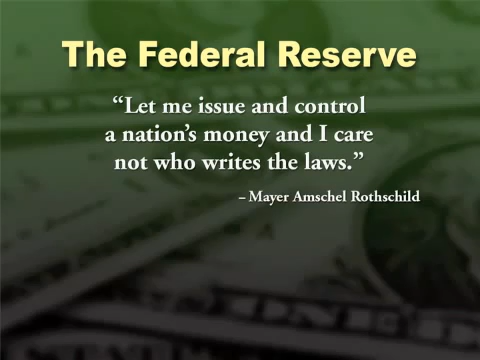 The Federal Reserve
“Let me issue and control
a nation’s money and I care
not who writes the laws.”
– Mayer Amschel Rothschild